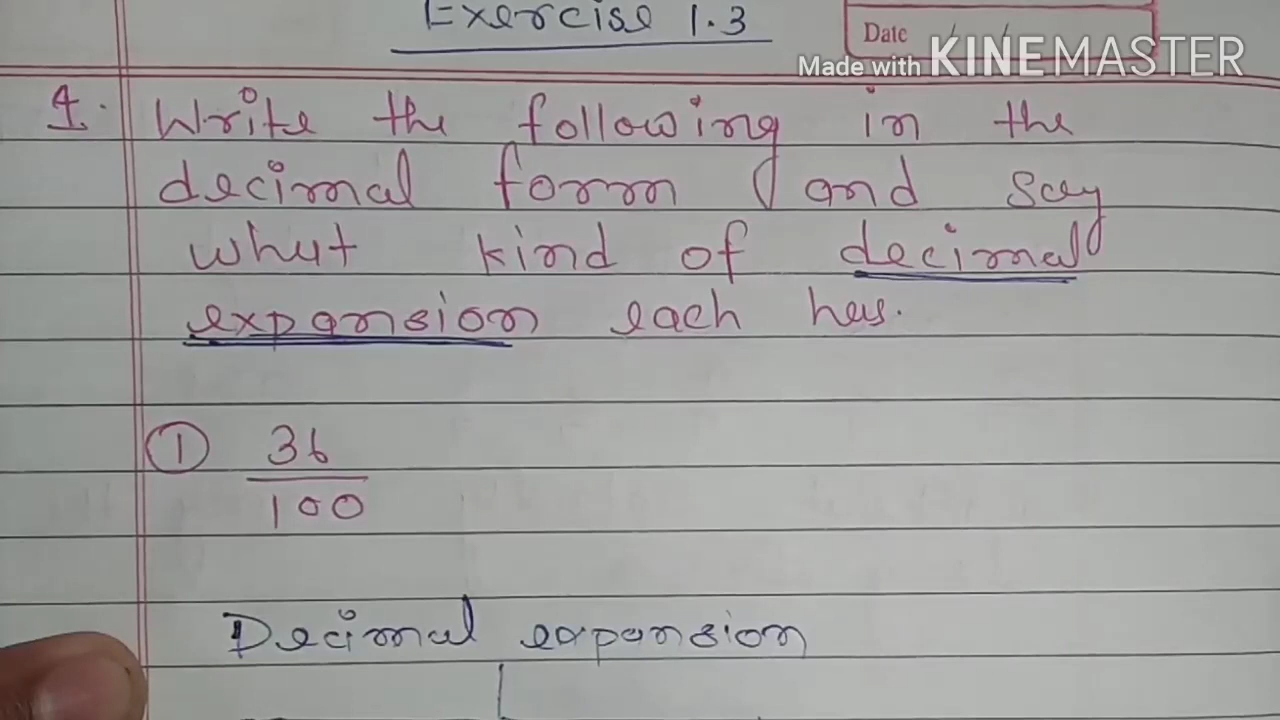 Exercise 1.3
Date / /
Made with KINEMASTER
1. Write the following in the
decimal form and say
what kind of decimal
expansion each has.
① 36
100
Decimal expansion